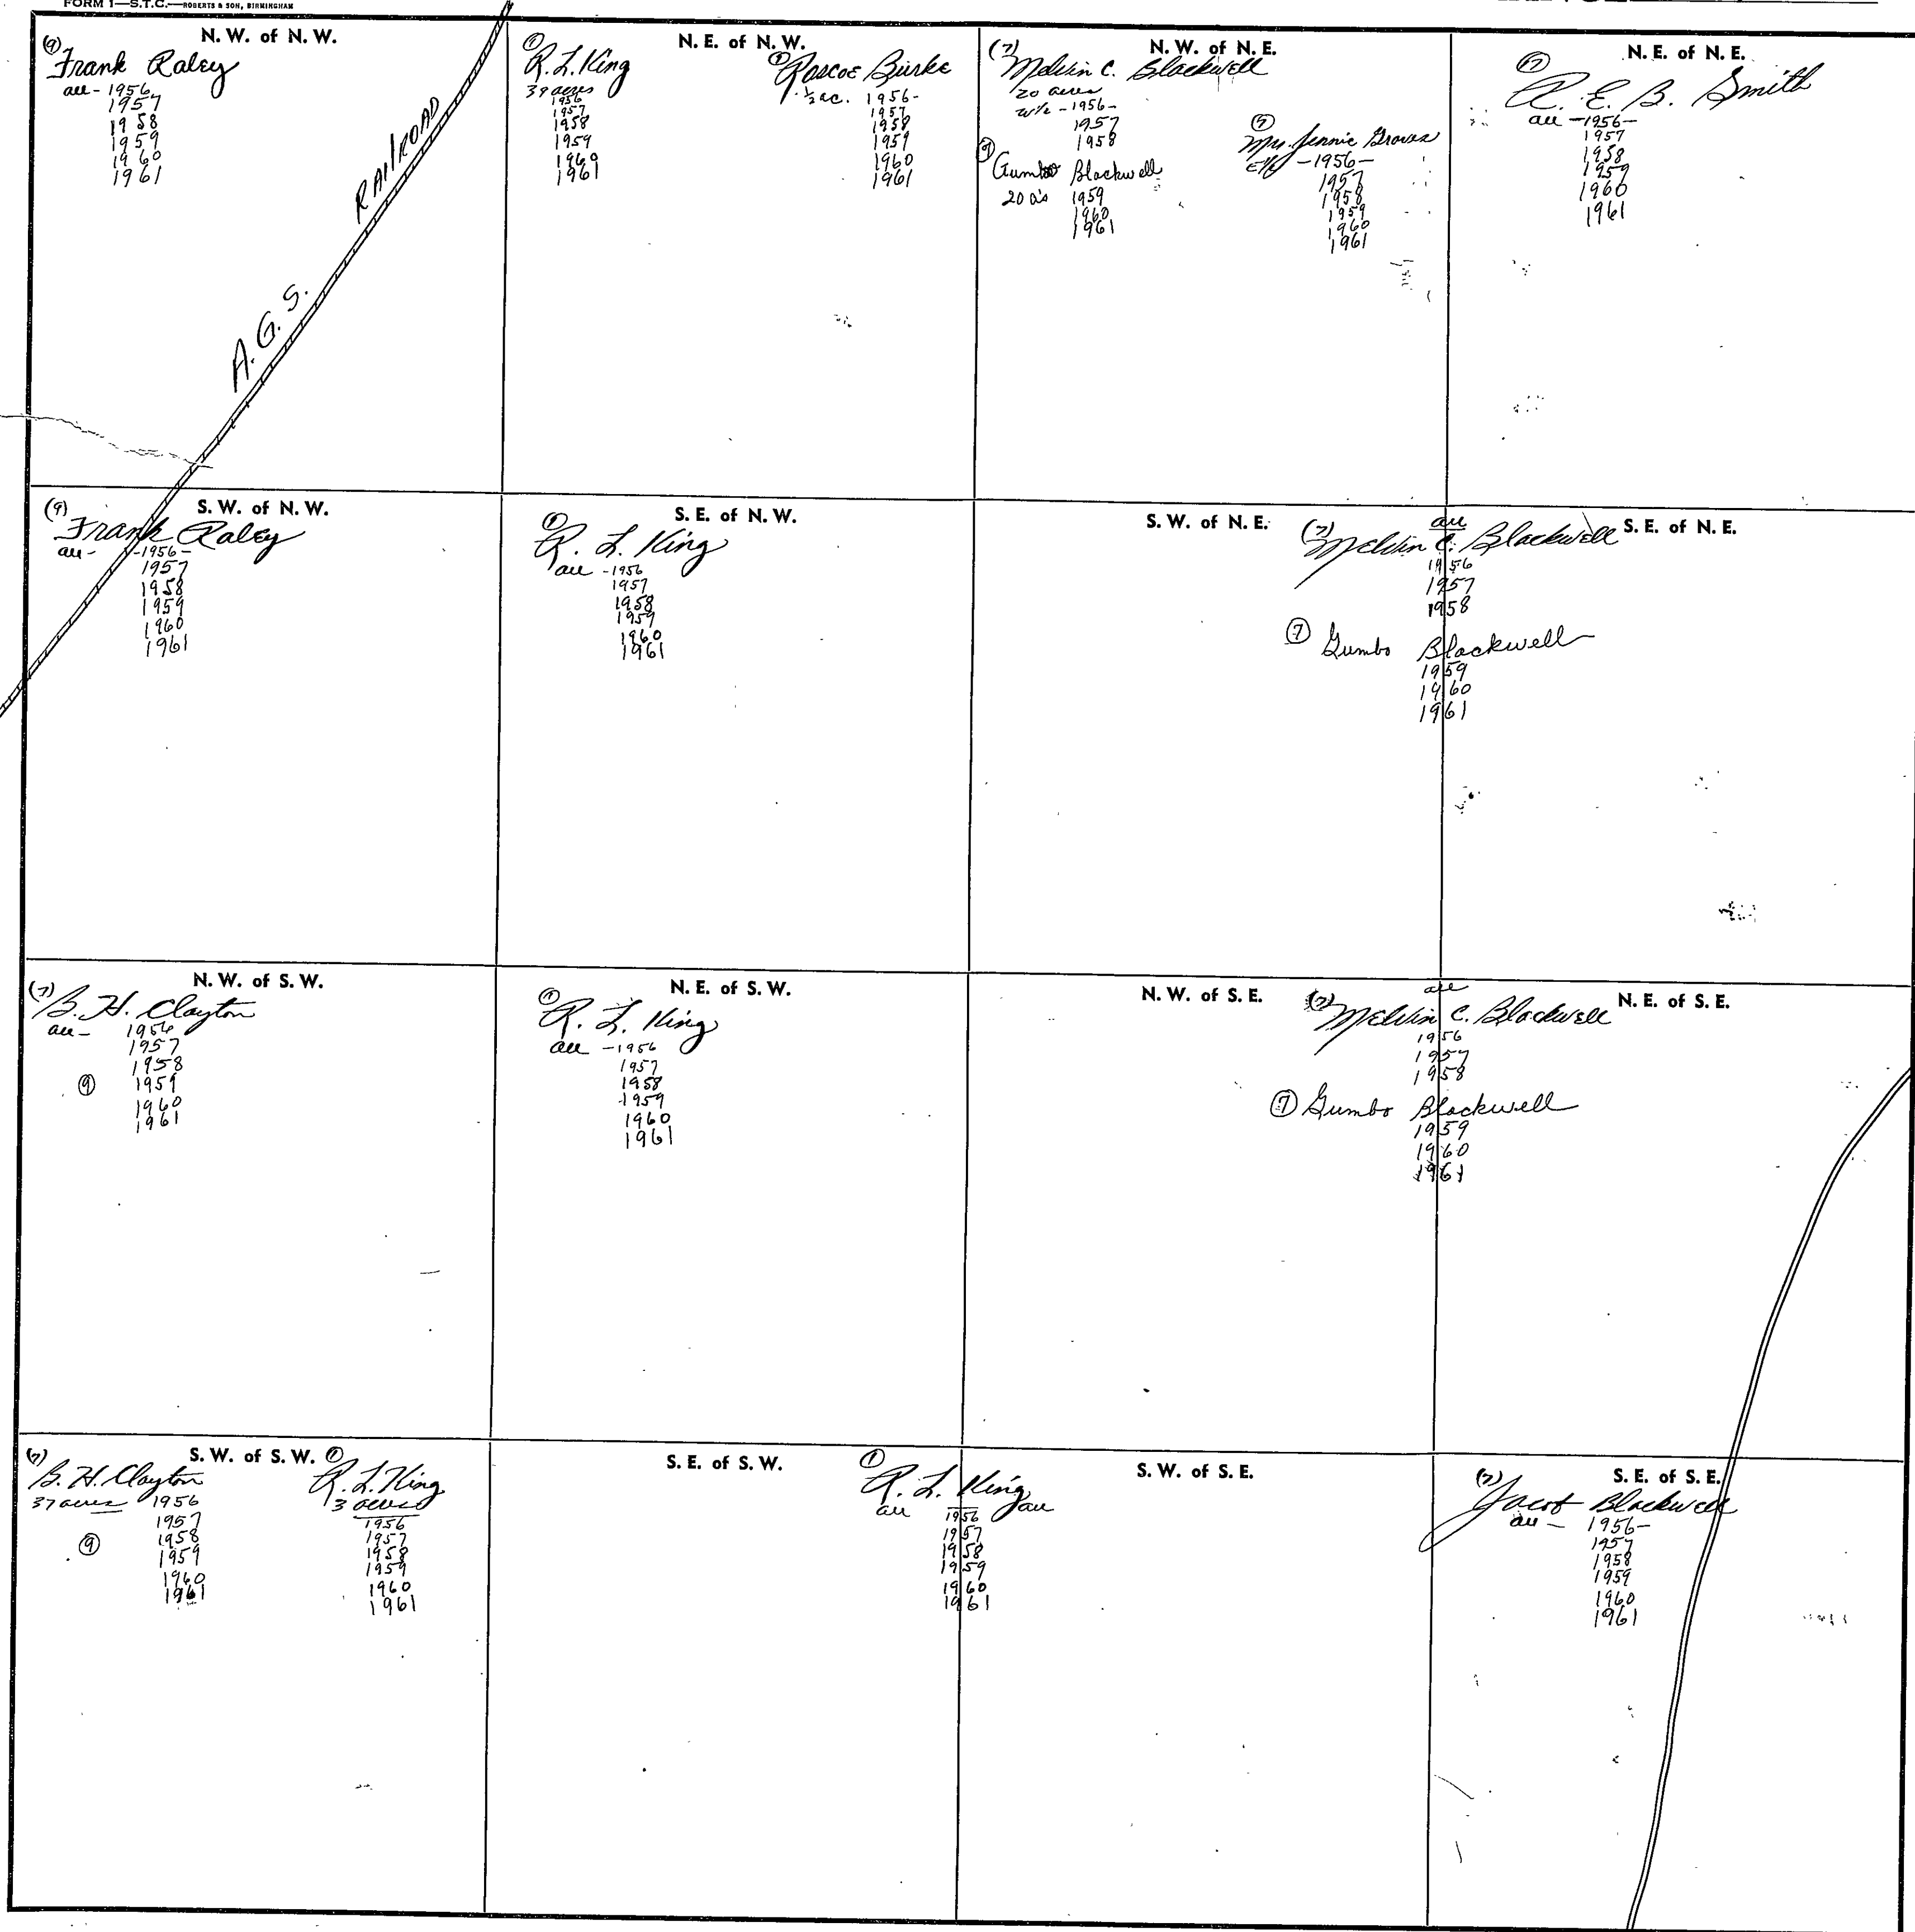 FORM 1—S.T.C.—ROBERTS & SON, BIRMINGHAM
N. W. of N. W.
(9)
Frank Raley
all - 1956
1957
1958
1959
1960
1961
A.G.S. RAILROAD
N. E. of N. W.
①
R. L. King
39 acres
1956
1957
1958
1959
1960
1961
①
Roscoe Burke
½ ac. 1956-
1957
1958
1959
1960
1961
N. W. of N. E.
(7)
Melvin C. Blackwell
20 acres
W/2 - 1956-
1957
1958
Gumbo Blackwell
20 a's 1959
1960
1961
Mrs Jennie Graves
E½ -1956-
1957
1958
1959
1960
1961
N. E. of N. E.
(7)
R. E. B. Smith
all -1956-
1957
1958
1959
1960
1961
S. W. of N. W.
(9)
Frank Raley
all- -1956-
1957
1958
1959
1960
1961
S. E. of N. W.
①
R. L. King
all -1956
1957
1958
1959
1960
1961
S. W. of N. E.
S. E. of N. E.
all
(7) Melvin C. Blackwell
1956
1957
1958
⑦ Gumbo Blackwell
1959
1960
1961
N. W. of S. W.
(7)
B. H. Clayton
all- 1956
1957
1958
⑨ 1959
1960
1961
N. E. of S. W.
①
R. L. King
all -1956
1957
1958
-1959
1960
1961
N. W. of S. E.
N. E. of S. E.
all
(7) Melvin C. Blackwell
1956
1957
1958
⑦ Gumbo Blackwell
1959
1960
1961
S. W. of S. W.
(7)
B. H. Clayton
37 acres 1956
1957
1958
⑨ 1959
1960
1961
①
R. L. King
3 acres
1956
1957
1958
1959
1960
1961
S. E. of S. W.
S. W. of S. E.
①
R. L. King
all 1956 all
1957
1958
1959
1960
1961
S. E. of S. E.
(7)
Jacob Blackwell
all - 1956-
1957
1958
1959
1960
1961